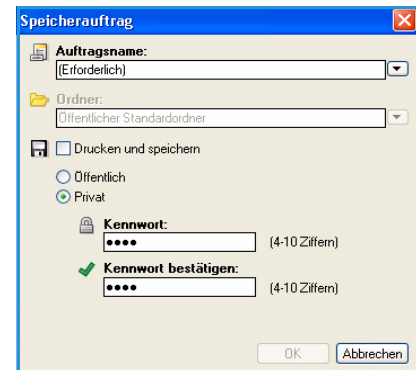 Speicherauftrag
Auftragsname:
(Erforderlich)
Ordner:
Öffentlicher Standardordner
Drucken und speichern
Öffentlich
Privat
Kennwort:
●●●● (4-10 Ziffern)
Kennwort bestätigen:
●●●● (4-10 Ziffern)
OK Abbrechen